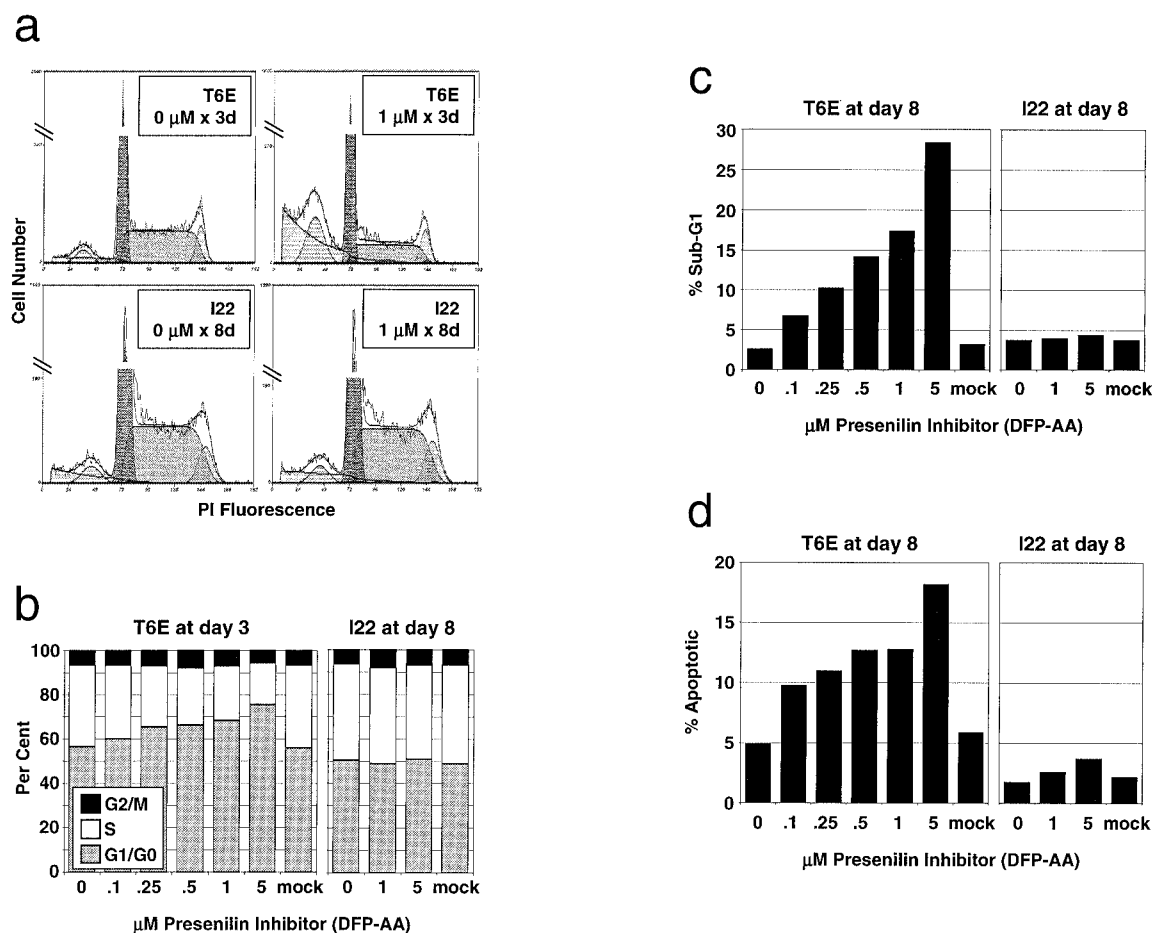 a
T6E
0 µM x 3d
T6E
1 µM x 3d
I22
0 µM x 8d
I22
1 µM x 8d
Cell Number
PI Fluorescence
b
T6E at day 3
I22 at day 8
Per Cent
100
80
60
40
20
0
G2/M
S
G1/G0
0 .1 .25 .5 1 5 mock
0 1 5 mock
µM Presenilin Inhibitor (DFP-AA)
c
T6E at day 8
I22 at day 8
% Sub-G1
30
25
20
15
10
5
0
0 .1 .25 .5 1 5 mock
0 1 5 mock
µM Presenilin Inhibitor (DFP-AA)
d
T6E at day 8
I22 at day 8
% Apoptotic
20
15
10
5
0
0 .1 .25 .5 1 5 mock
0 1 5 mock
µM Presenilin Inhibitor (DFP-AA)